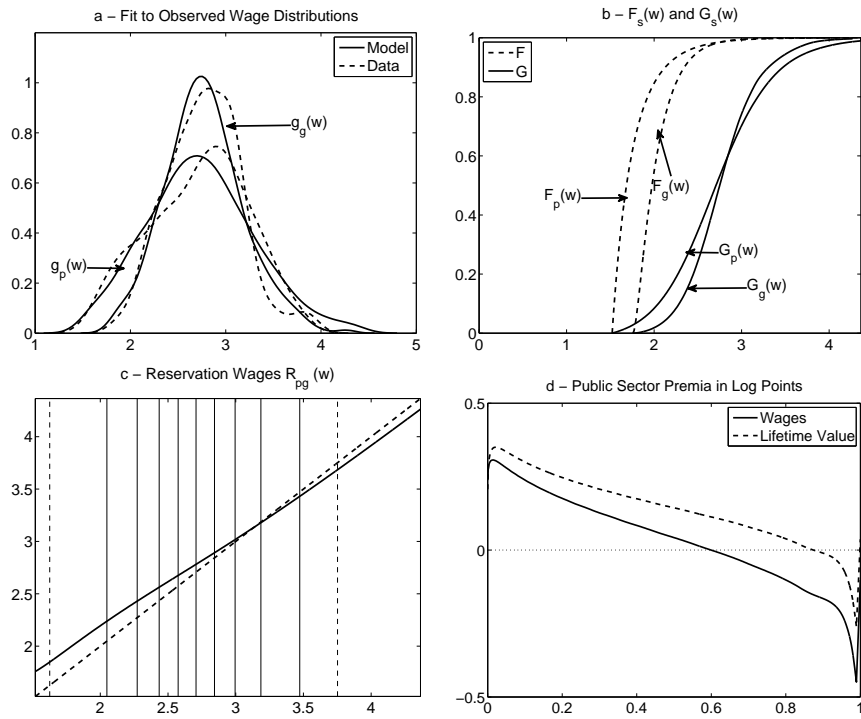 a – Fit to Observed Wage Distributions
Model
Data
g_g(w)
g_p(w)
0
0.2
0.4
0.6
0.8
1
1
2
3
4
5
b – F_s(w) and G_s(w)
F
G
F_p(w)
F_g(w)
G_p(w)
G_g(w)
0
0.2
0.4
0.6
0.8
1
0
1
2
3
4
c – Reservation Wages R_pg (w)
4
3.5
3
2.5
2
2
2.5
3
3.5
4
d – Public Sector Premia in Log Points
Wages
Lifetime Value
0.5
0
−0.5
0
0.2
0.4
0.6
0.8
1